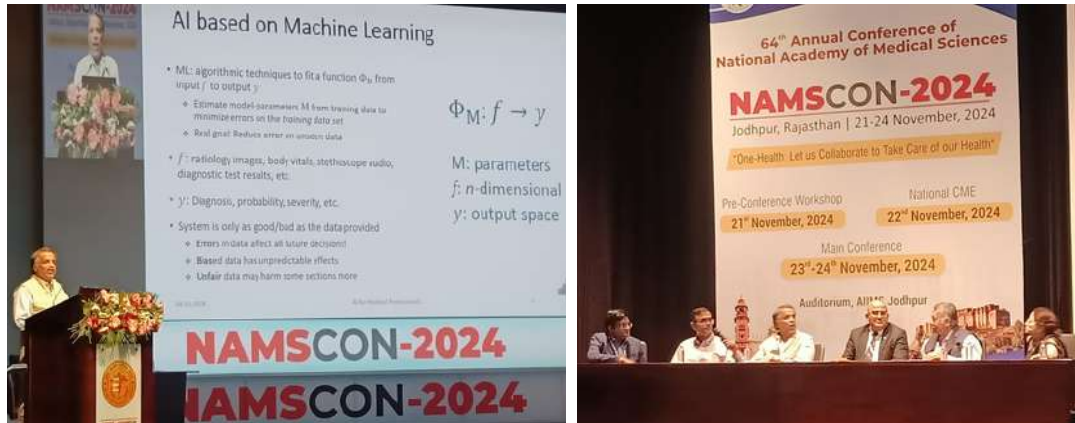 NAMSCON-2024
AI based on Machine Learning
• ML: algorithmic techniques to fit a function Φ_M from
input f to output y
❖ Estimate model-parameters M from training data to
minimize errors on the training data set
❖ Real goal: Reduce error on unseen data
• f: radiology images, body vitals, stethoscope audio,
diagnostic test results, etc
• y: Diagnosis, probability, severity, etc.
• System is only as good/bad as the data provided
❖ Errors in data affect all future decisions!
❖ Biased data has unpredictable effects
❖ Unfair data may harm some sections more
Φ_M: f → y
M: parameters
f: n-dimensional
y: output space
NAMSCON-2024
NAMSCON-2024
64th Annual Conference of
National Academy of Medical Sciences
NAMSCON-2024
Jodhpur, Rajasthan | 21-24 November, 2024
"One-Health: Let us Collaborate to Take Care of our Health"
Pre-Conference Workshop
21st November, 2024
National CME
22nd November, 2024
Main Conference
23rd-24th November, 2024
Auditorium, AIIMS Jodhpur